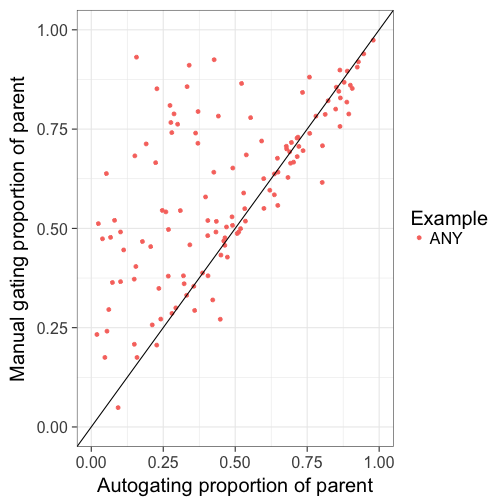 Manual gating proportion of parent
1.00
0.75
0.50
0.25
0.00
0.00 0.25 0.50 0.75 1.00
Autogating proportion of parent
Example
ANY